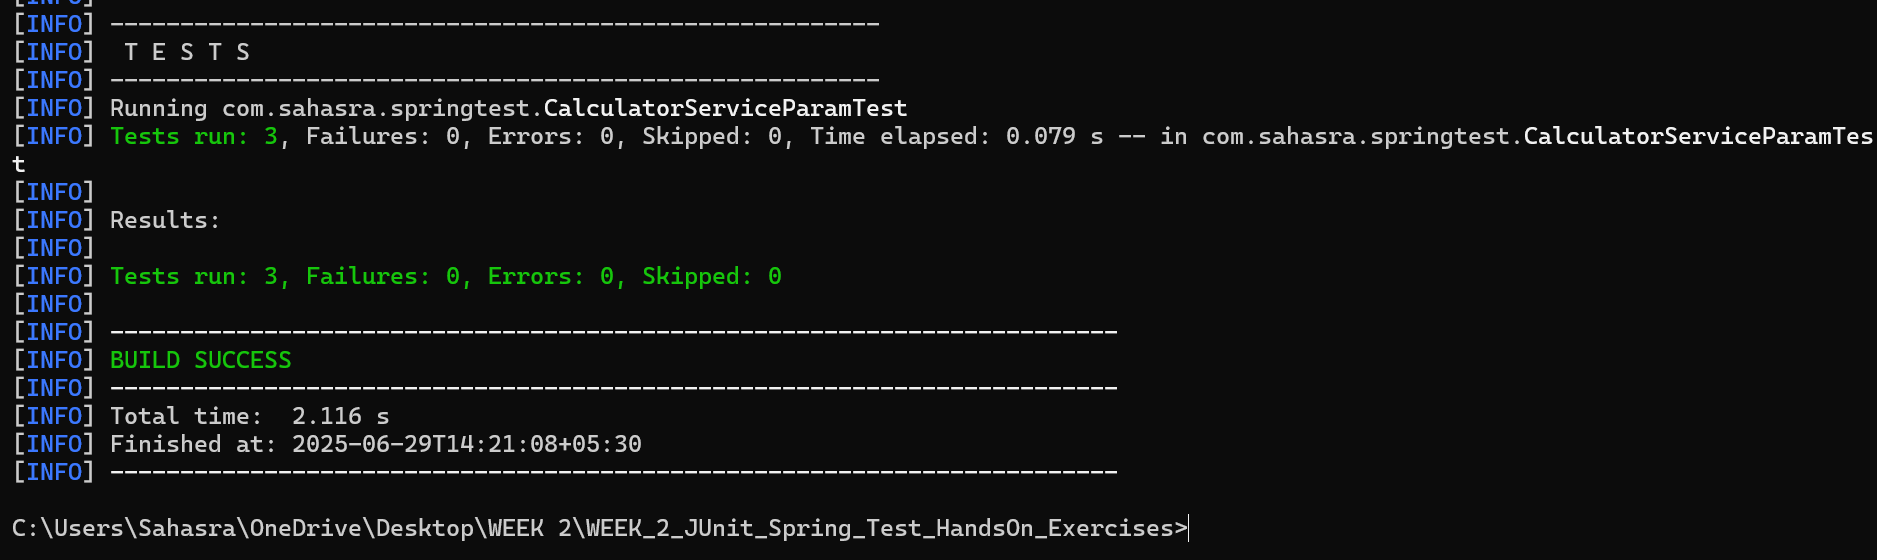 [INFO]
[INFO] -------------------------------------------------------
[INFO]  T E S T S
[INFO] -------------------------------------------------------
[INFO] Running com.sahasra.springtest.CalculatorServiceParamTest
[INFO] Tests run: 3, Failures: 0, Errors: 0, Skipped: 0, Time elapsed: 0.079 s -- in com.sahasra.springtest.CalculatorServiceParamTes
t
[INFO]
[INFO] Results:
[INFO]
[INFO] Tests run: 3, Failures: 0, Errors: 0, Skipped: 0
[INFO]
[INFO] ------------------------------------------------------------------------
[INFO] BUILD SUCCESS
[INFO] ------------------------------------------------------------------------
[INFO] Total time:  2.116 s
[INFO] Finished at: 2025-06-29T14:21:08+05:30
[INFO] ------------------------------------------------------------------------
C:\Users\Sahasra\OneDrive\Desktop\WEEK 2\WEEK_2_JUnit_Spring_Test_HandsOn_Exercises>